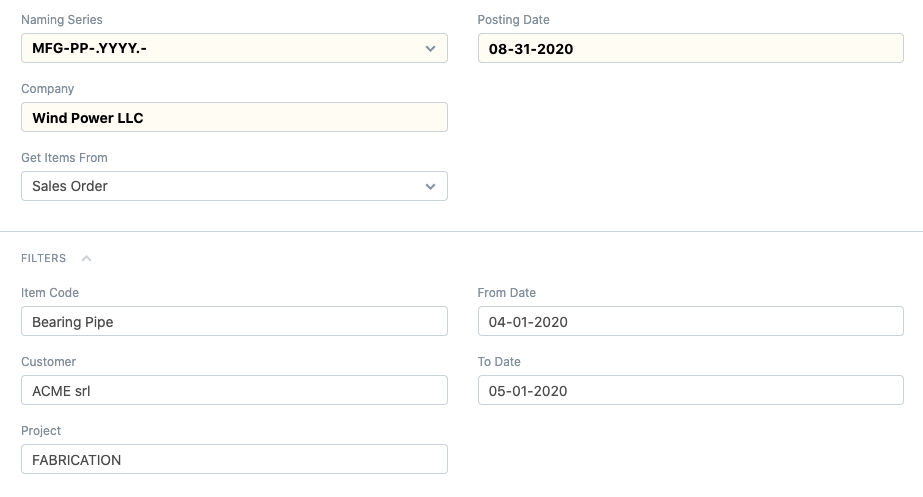 Naming Series
MFG-PP-.YYYY.-
Posting Date
08-31-2020
Company
Wind Power LLC
Get Items From
Sales Order
FILTERS
Item Code
Bearing Pipe
From Date
04-01-2020
Customer
ACME srl
To Date
05-01-2020
Project
FABRICATION